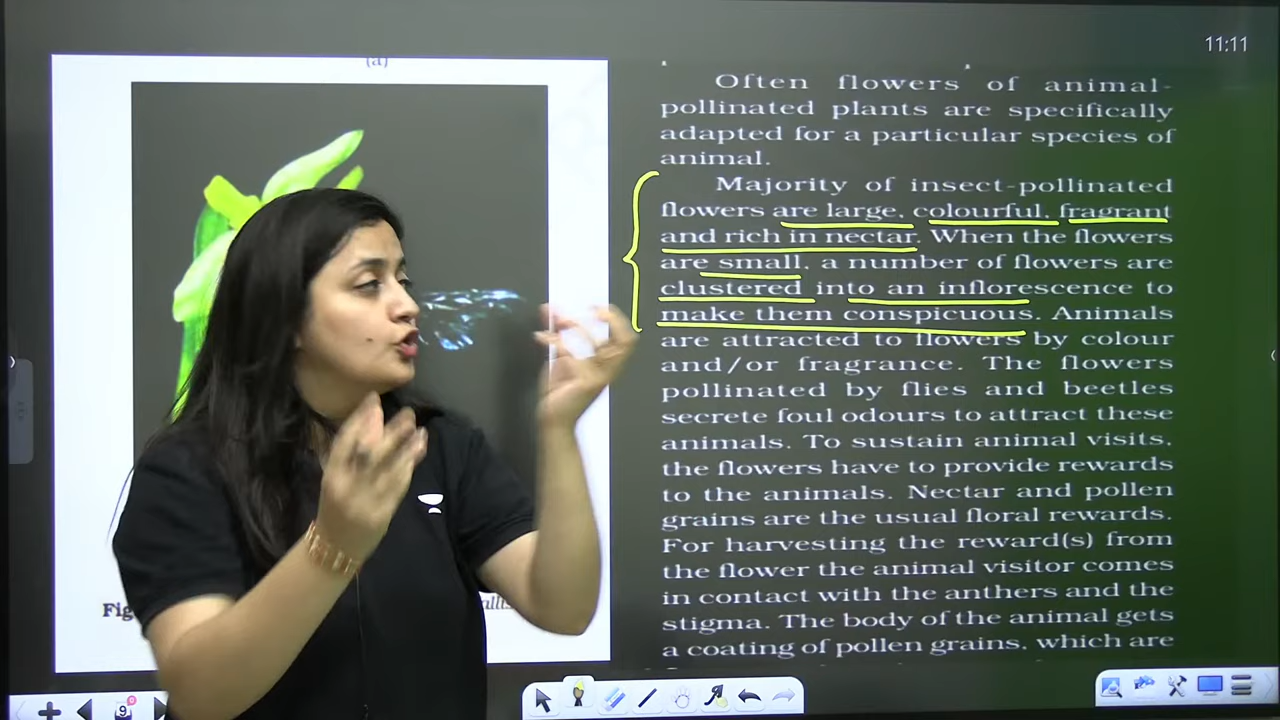 11:11
(a)
Often flowers of animal-
pollinated plants are specifically
adapted for a particular species of
animal.
Majority of insect-pollinated
flowers are large, colourful, fragrant
and rich in nectar. When the flowers
are small, a number of flowers are
clustered into an inflorescence to
make them conspicuous. Animals
are attracted to flowers by colour
and/or fragrance. The flowers
pollinated by flies and beetles
secrete foul odours to attract these
animals. To sustain animal visits,
the flowers have to provide rewards
to the animals. Nectar and pollen
grains are the usual floral rewards.
For harvesting the reward(s) from
the flower the animal visitor comes
in contact with the anthers and the
stigma. The body of the animal gets
a coating of pollen grains, which are
Fig
9